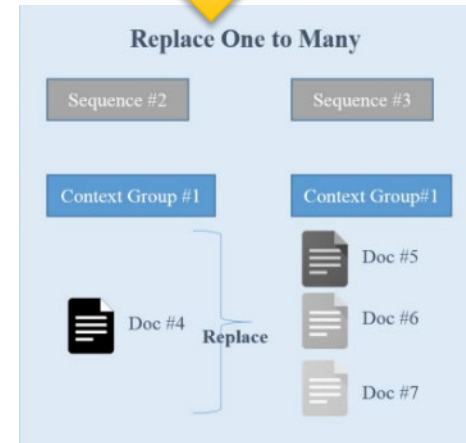 Replace One to Many
Sequence #2
Sequence #3
Context Group #1
Context Group#1
Doc #5
Doc #4
Replace
Doc #6
Doc #7